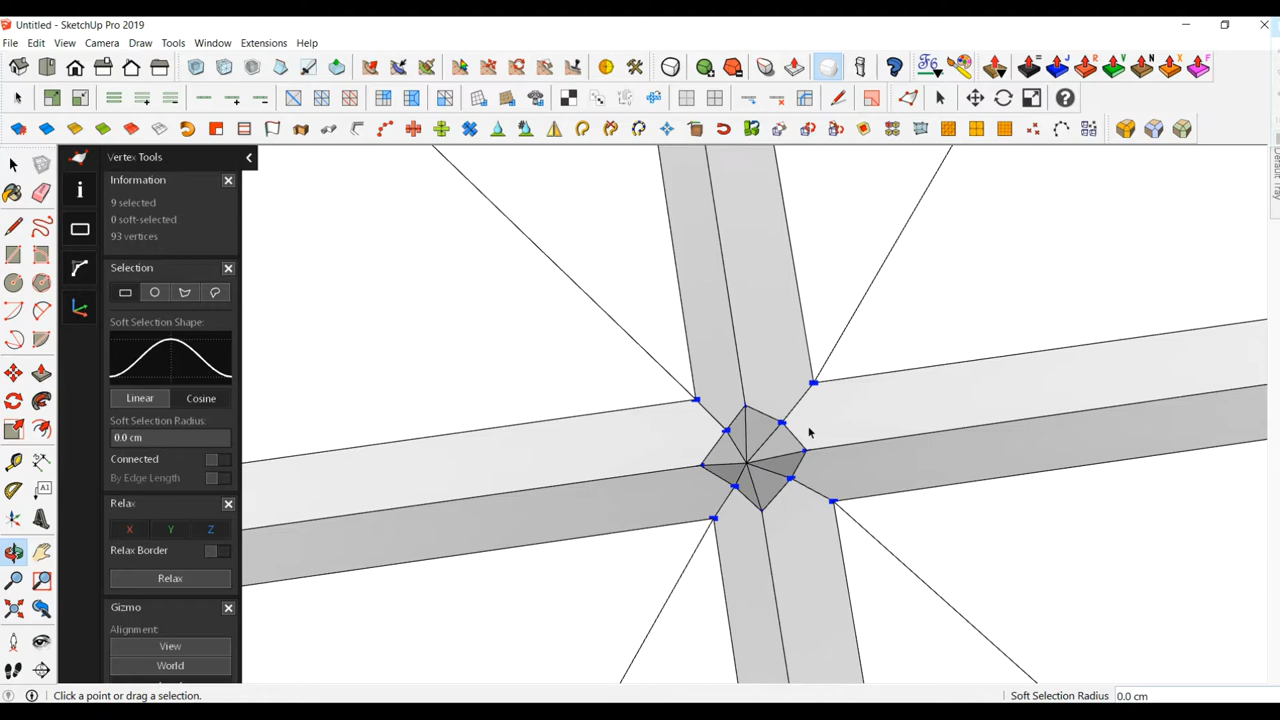 Untitled - SketchUp Pro 2019
File Edit View Camera Draw Tools Window Extensions Help
Vertex Tools
Information
9 selected
0 soft-selected
93 vertices
Selection
Soft Selection Shape:
Linear Cosine
Soft Selection Radius:
0.0 cm
Connected
By Edge Length
Relax
X Y Z
Relax Border
Relax
Gizmo
Alignment:
View
World
Default Tray
Click a point or drag a selection.
Soft Selection Radius 0.0 cm